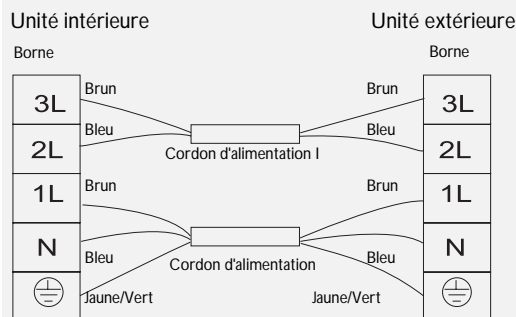 Unité intérieure Unité extérieure
Borne Borne
3L Brun Brun 3L
2L Bleu Bleu 2L
Cordon d'alimentation I
1L Brun Brun 1L
N Bleu Bleu N
Cordon d'alimentation
Jaune/Vert Jaune/Vert